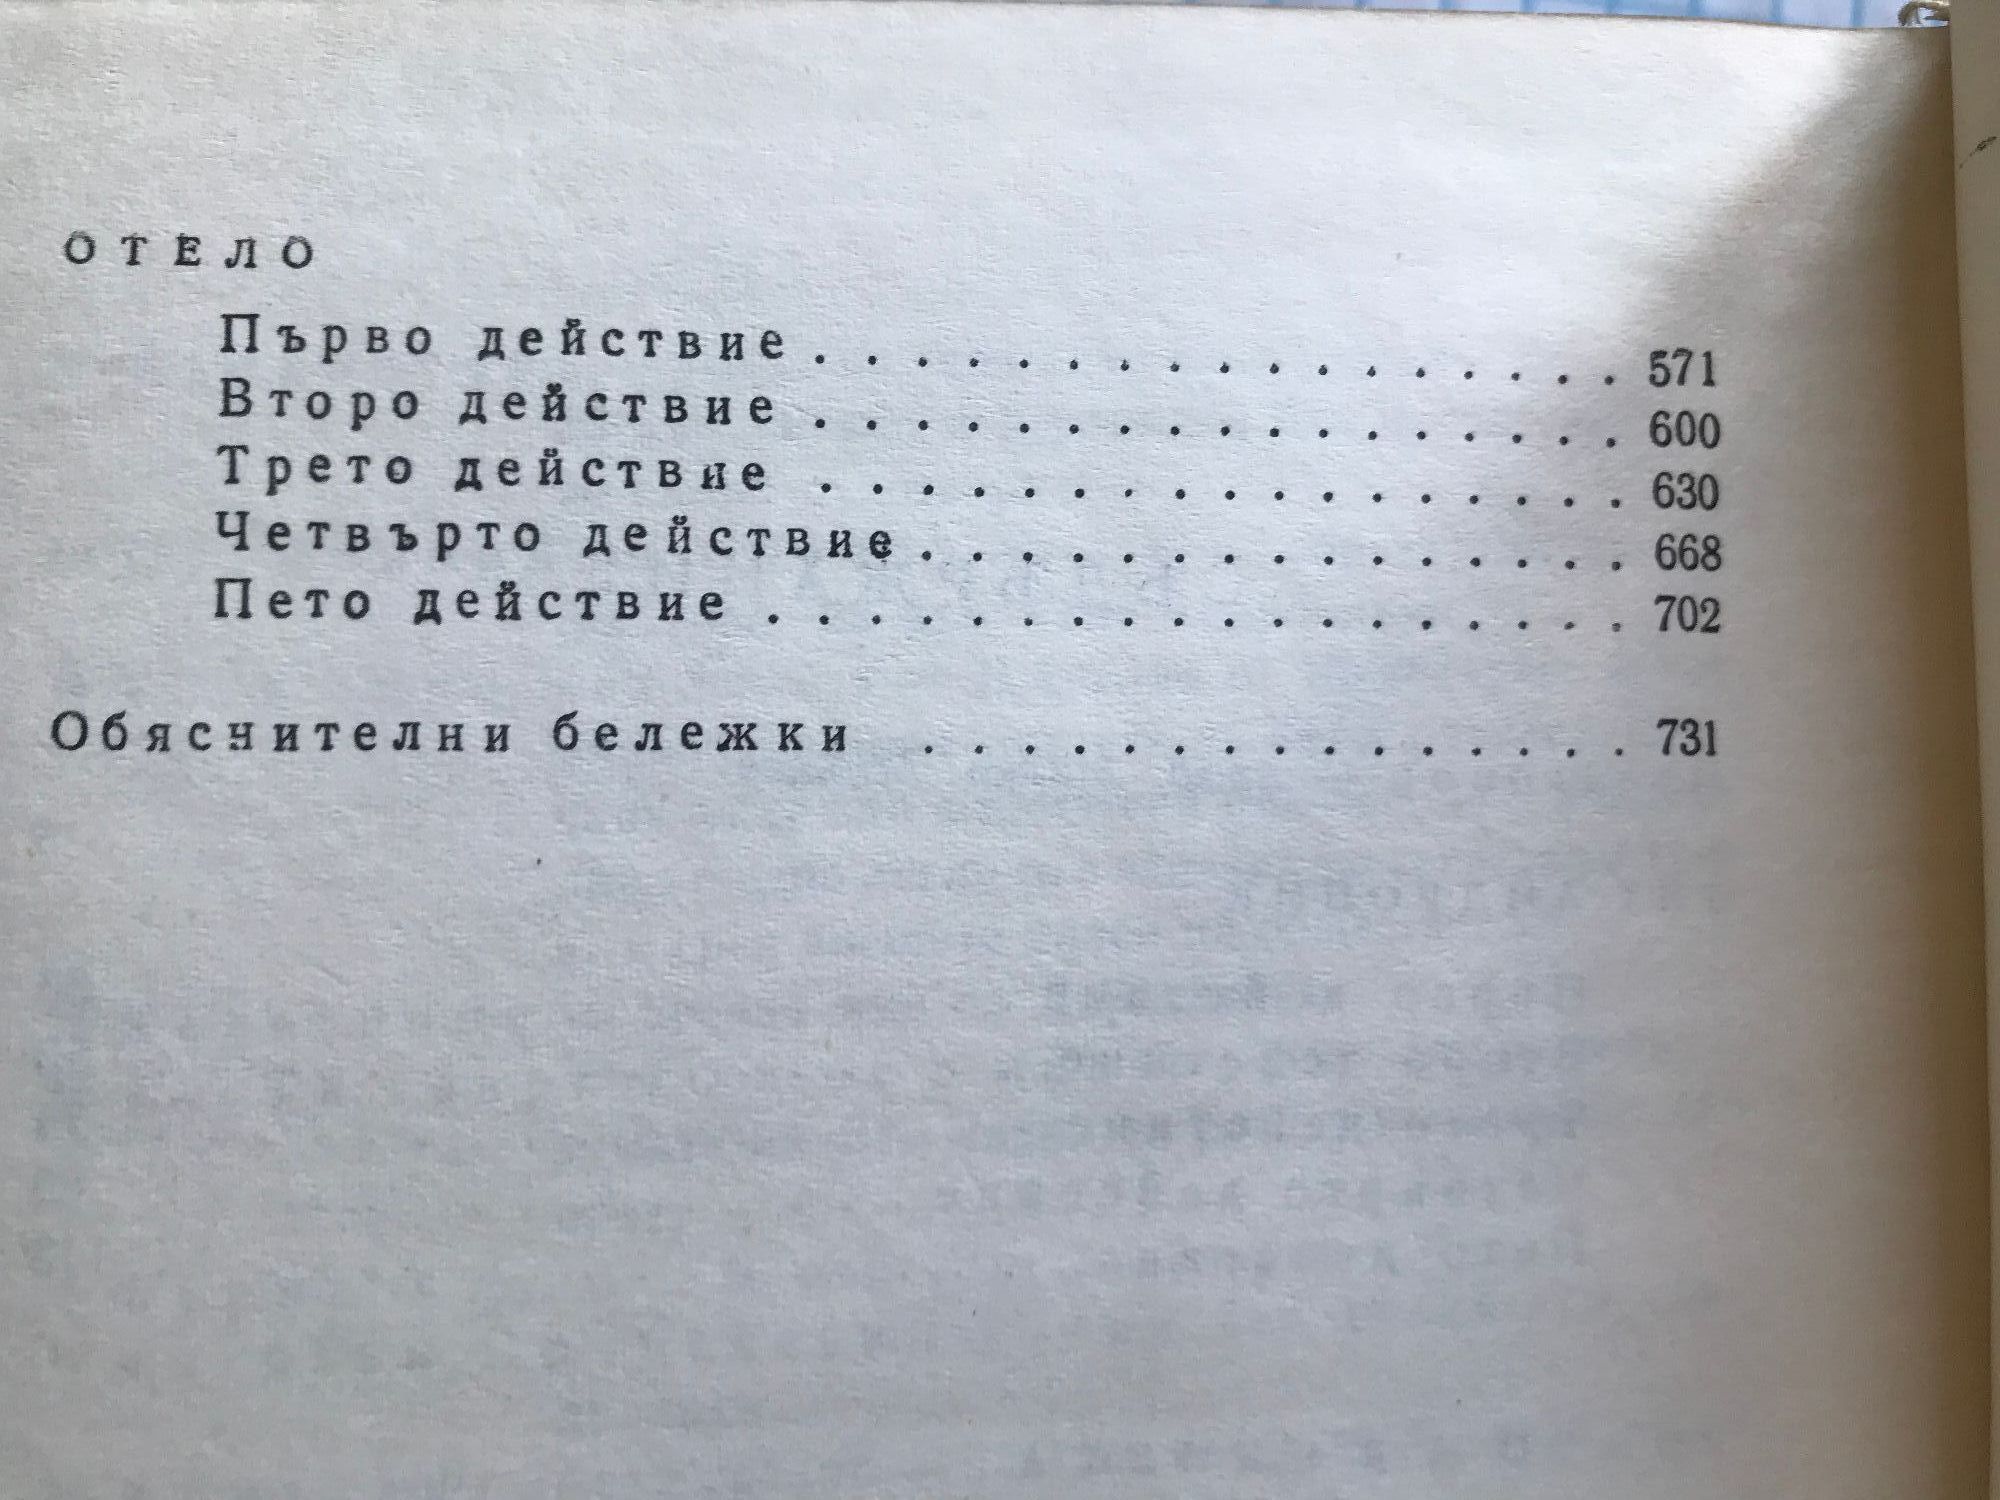 ОТЕЛО
Първо действие . . . . . . . . . . . . . . . . . 571
Второ действие . . . . . . . . . . . . . . . . . 600
Трето действие . . . . . . . . . . . . . . . . . 630
Четвърто действие . . . . . . . . . . . . . . . 668
Пето действие . . . . . . . . . . . . . . . . . . 702
Обяснителни бележки . . . . . . . . . . . . . . . 731